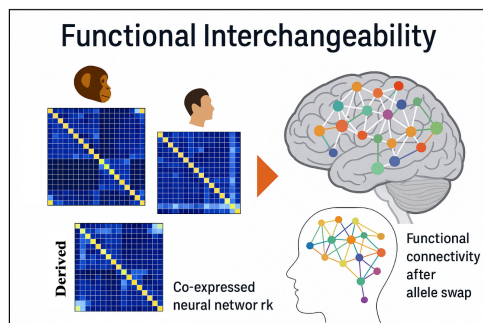 Functional Interchangeability
Derived
Co-expressed
neural networ rk
Functional
connectivity
after
allele swap